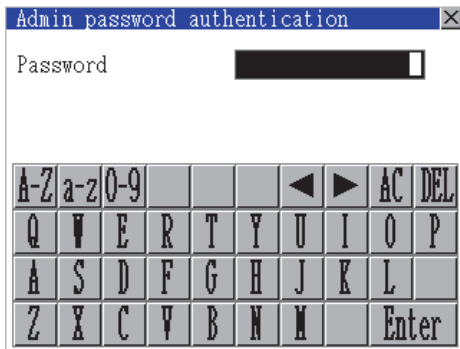 Admin password authentication
Password
A-Z a-z 0-9 ◀ ▶ AC DEL
Q W E R T Y U I O P
A S D F G H J K L
Z X C V B N M Enter